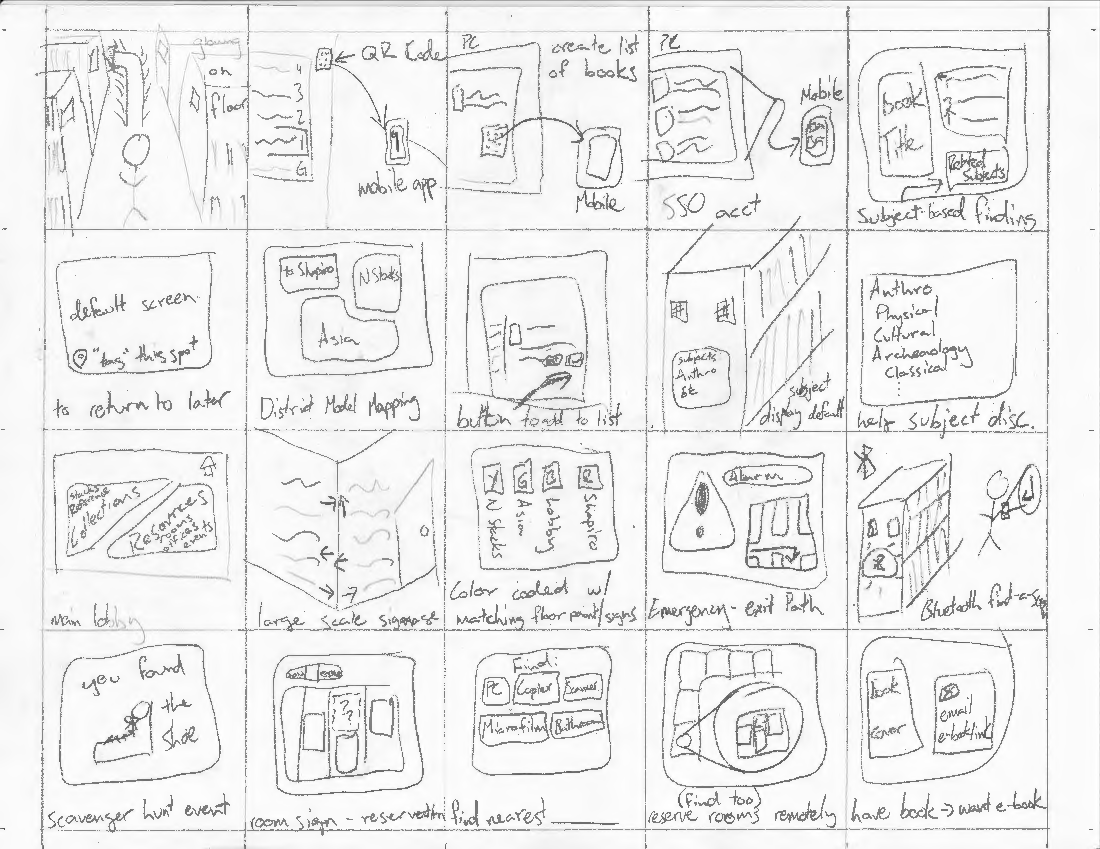 glowing
on
floor
QR Code
4
3
2
1
G
mobile app
PC
create list
of books
Mobile
PC
Mobile
SSO acct
Book
Title
Related
Subjects
Subject-based finding
default screen
"tag" this spot
to return to later
to Shapiro
N Stacks
Asia
District Model Mapping
button to add to list
subjects
Anthro
etc
subject
display default
Anthro
Physical
Cultural
Archeaology
Classical
help subject disc.
Stacks
Reference
Collections
Resources
rooms
offices
events
main lobby
large scale signage
N Stacks
Asia
Lobby
Shapiro
Color coded w/
matching floor paint/signs
Alarm
Emergency-exit Path
Bluetooth find-a-
you found
the
Shoe
scavenger hunt event
? ?
room sign - reservation
Find:
PC
Copier
Scanner
Microfilm
Bathroom
find nearest ______
(find too)
reserve rooms remotely
book
cover
email
e-book link
have book → want e-book